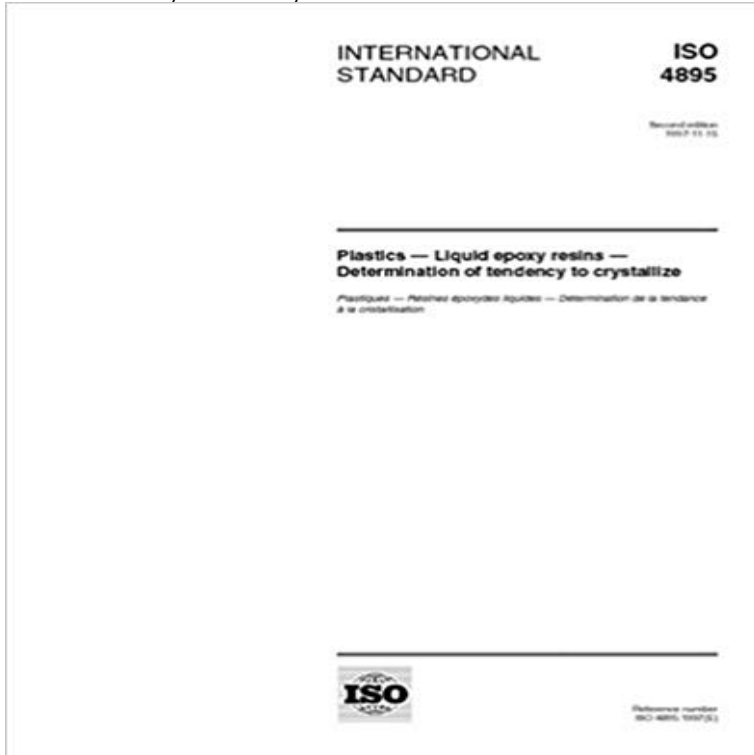 INTERNATIONAL
STANDARD
ISO
4895
Second edition
1997-11-15
Plastics — Liquid epoxy resins —
Determination of tendency to crystallize
Plastiques — Résines époxydes liquides — Détermination de la tendance
à la cristallisation
ISO
Reference number
ISO 4895:1997(E)